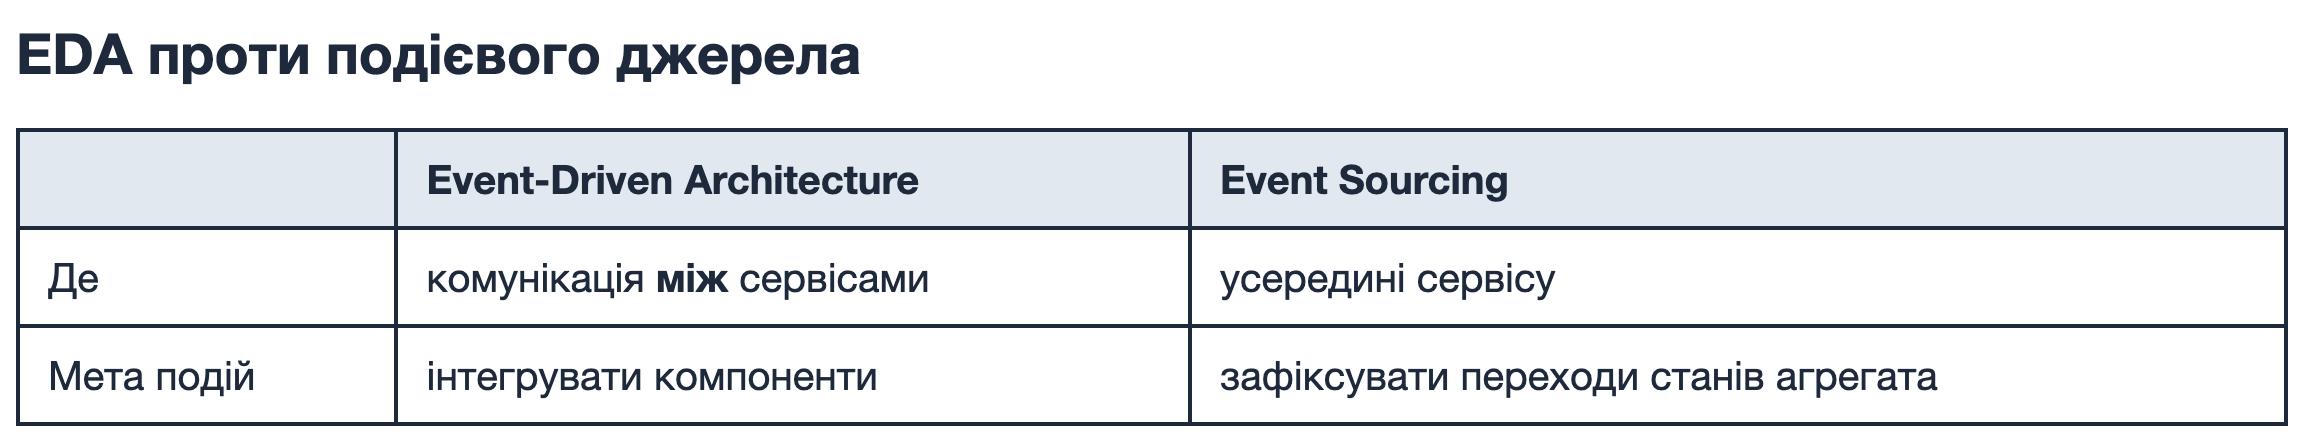 EDA проти подієвого джерела
Event-Driven Architecture Event Sourcing
Де комунікація між сервісами усередині сервісу
Мета подій інтегрувати компоненти зафіксувати переходи станів агрегата